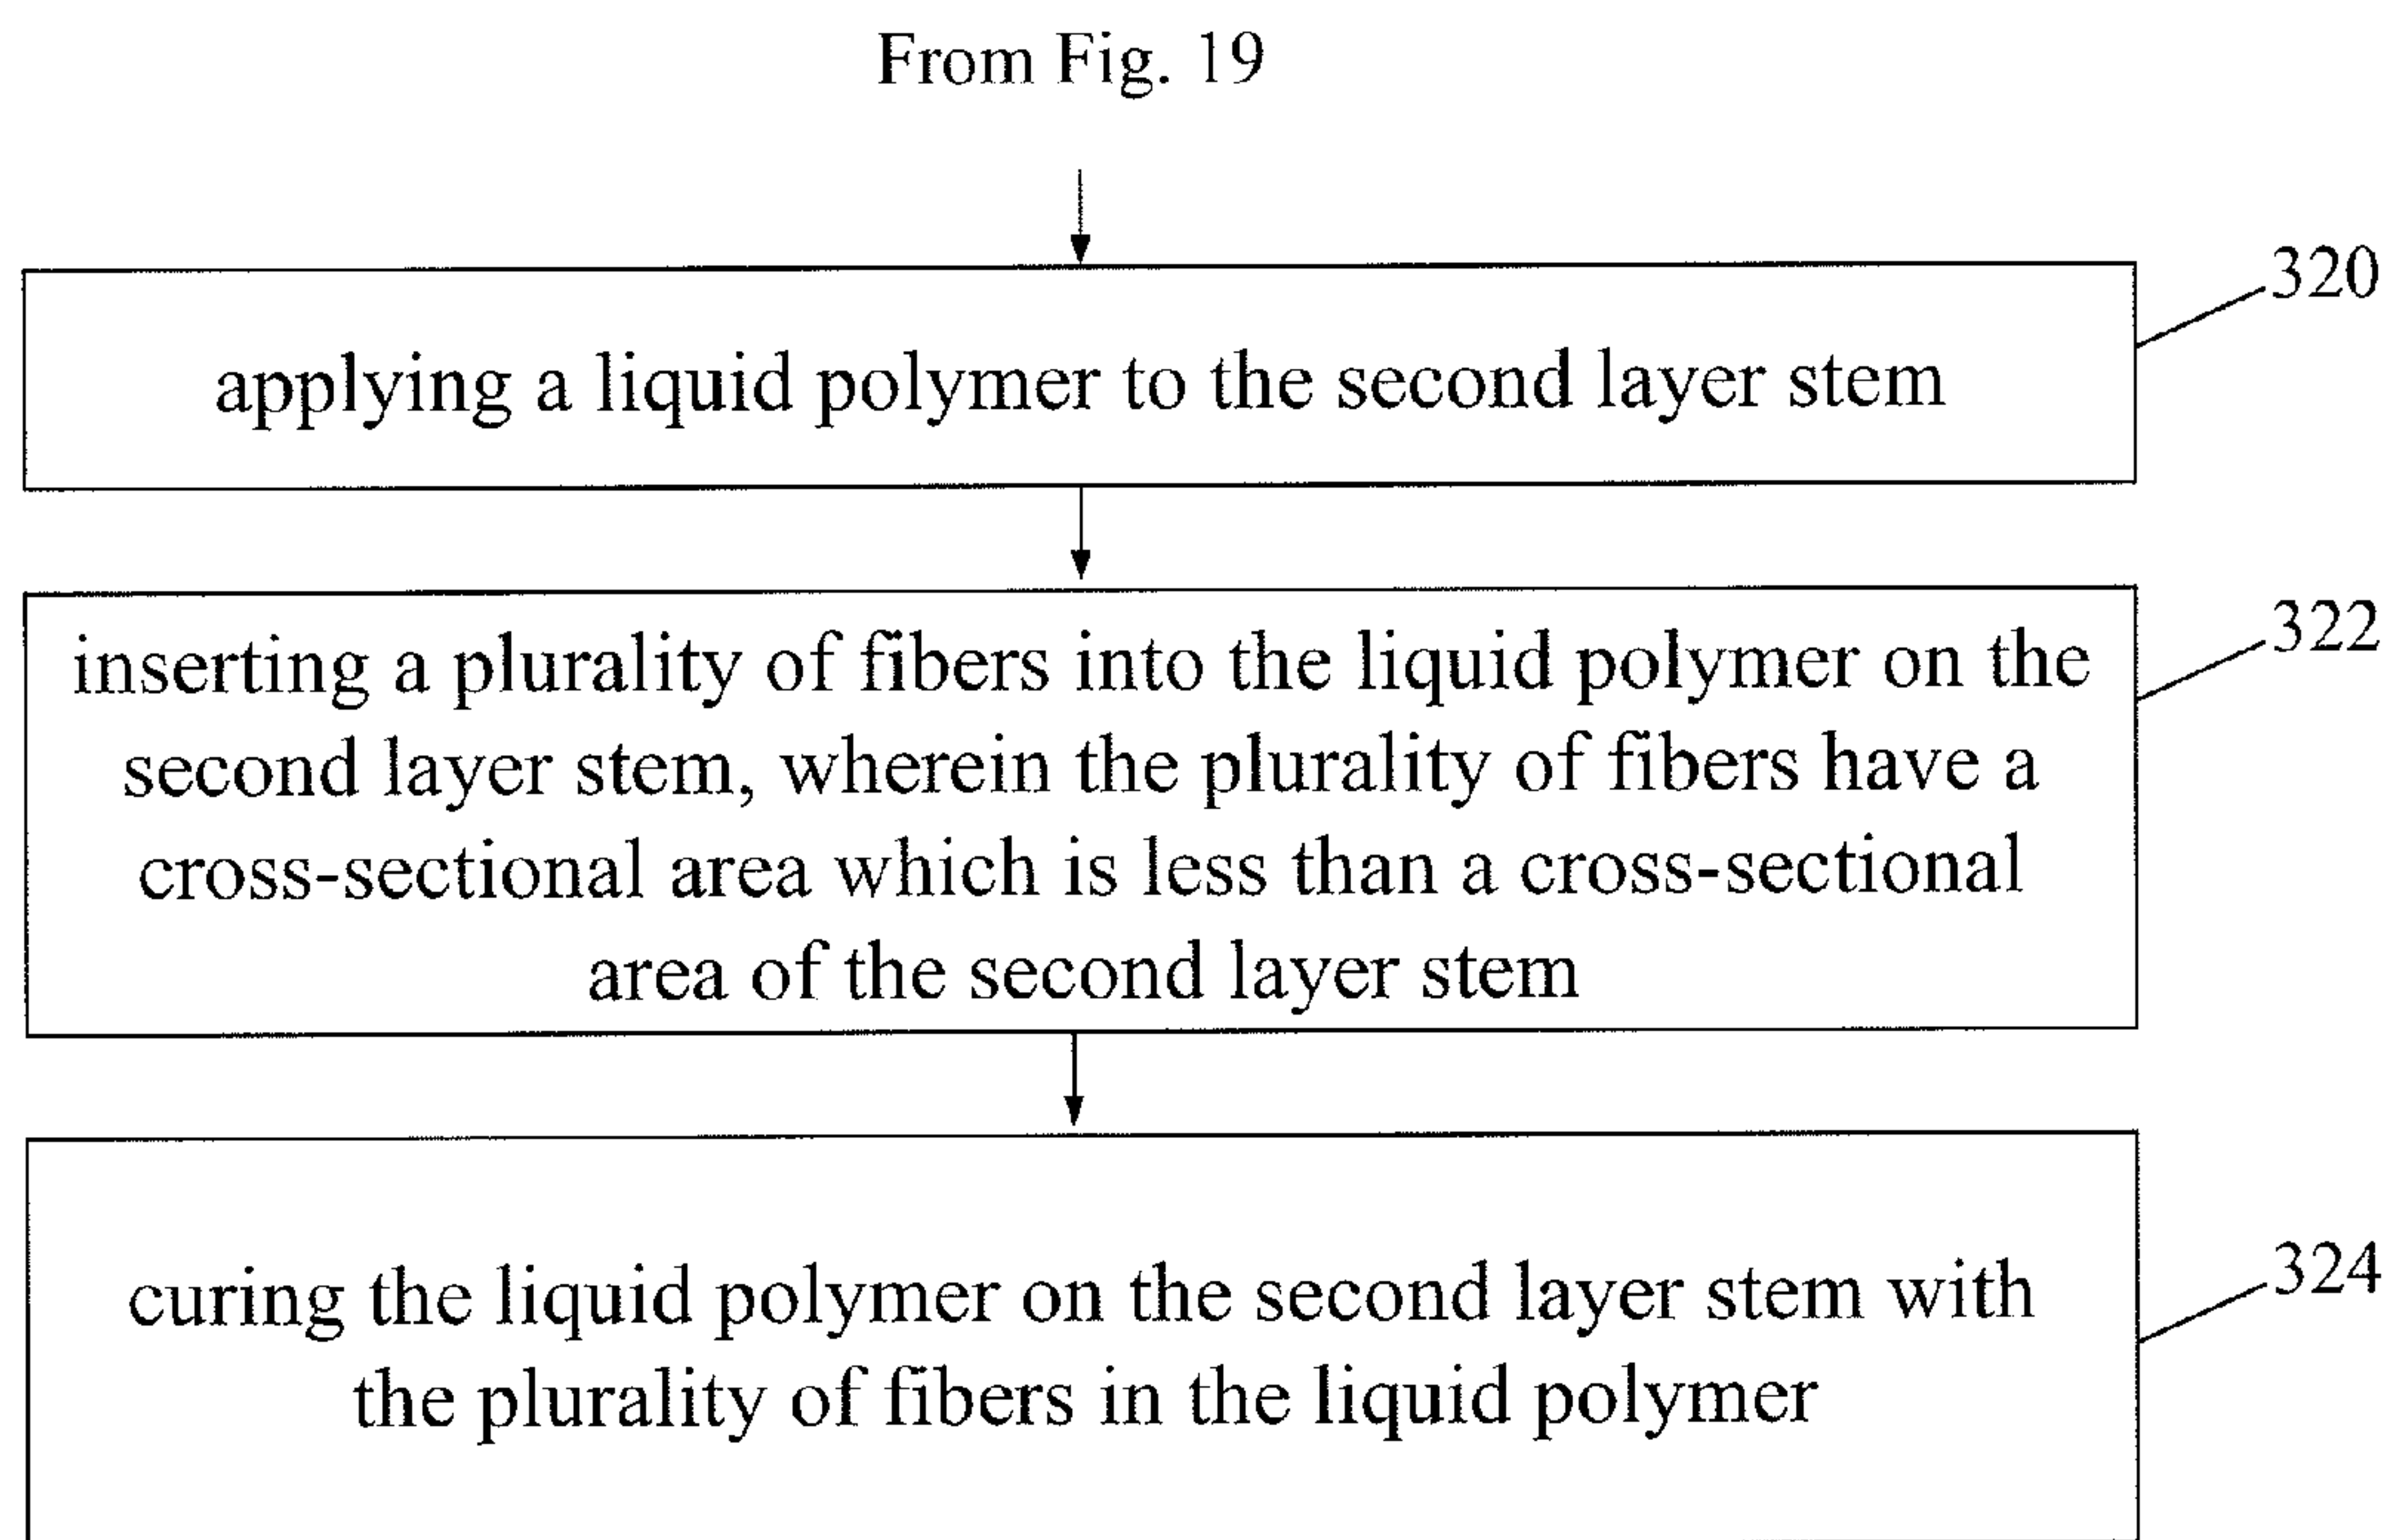 From Fig. 19
320
applying a liquid polymer to the second layer stem
322
inserting a plurality of fibers into the liquid polymer on the
second layer stem, wherein the plurality of fibers have a
cross-sectional area which is less than a cross-sectional
area of the second layer stem
324
curing the liquid polymer on the second layer stem with
the plurality of fibers in the liquid polymer